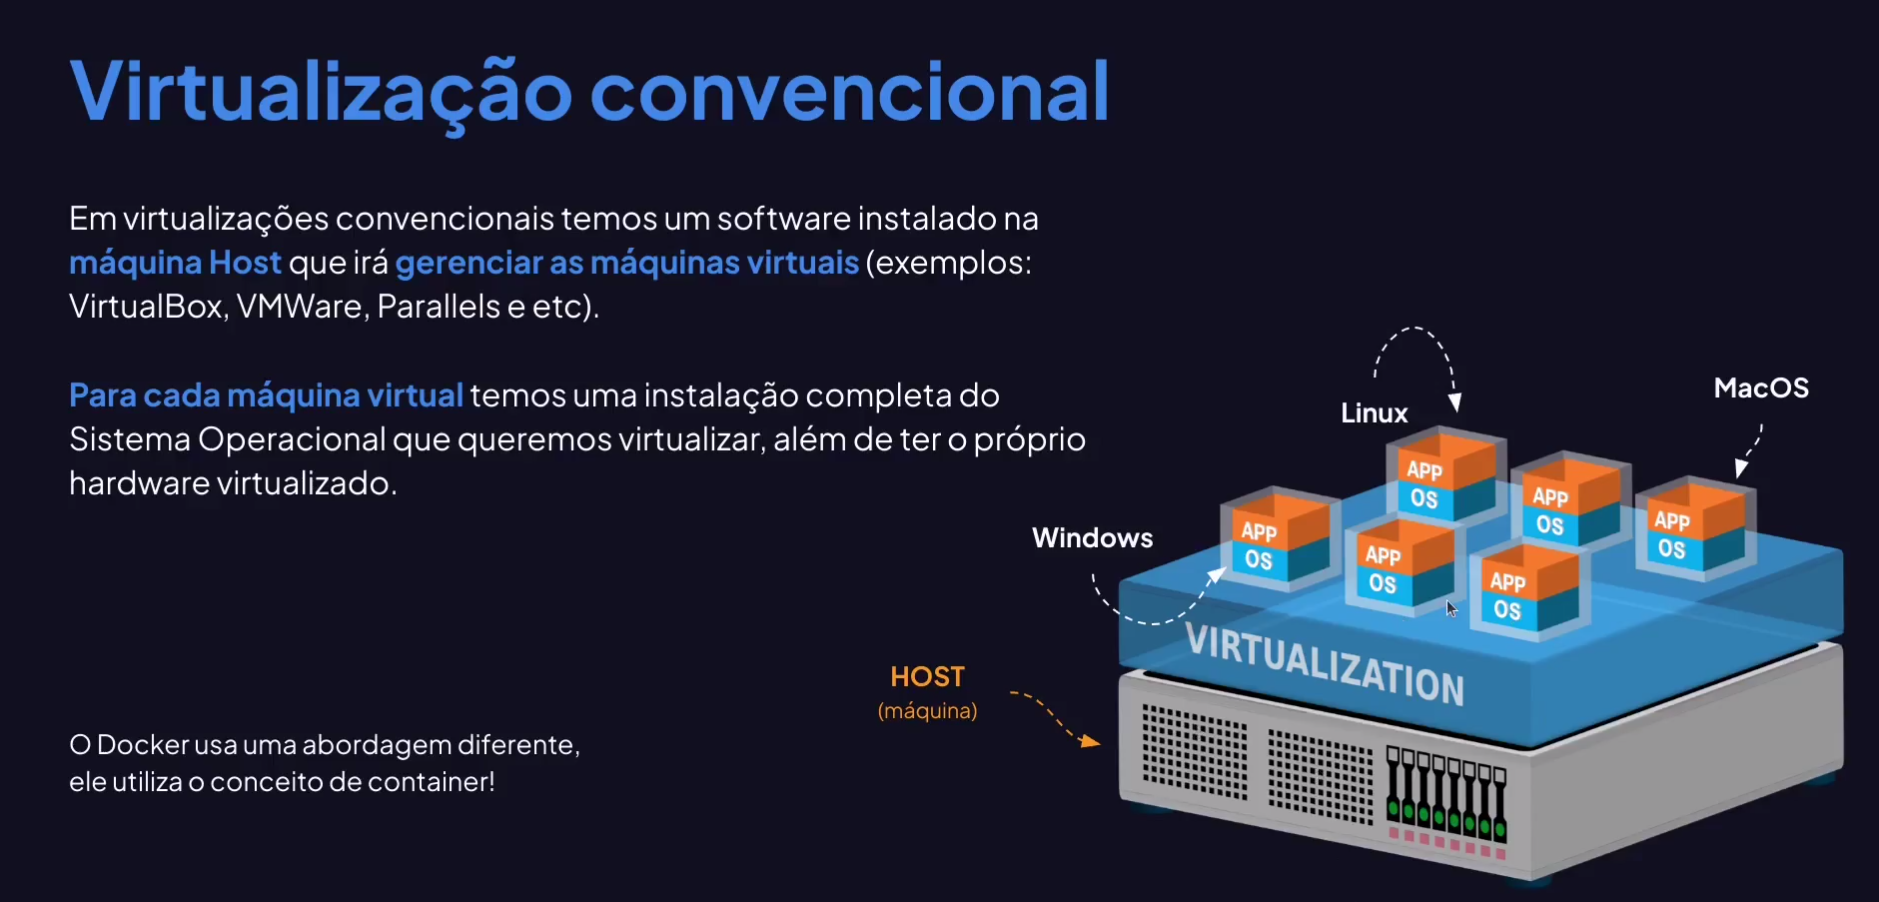 Virtualização convencional
Em virtualizações convencionais temos um software instalado na
máquina Host que irá gerenciar as máquinas virtuais (exemplos:
VirtualBox, VMWare, Parallels e etc).
Para cada máquina virtual temos uma instalação completa do
Sistema Operacional que queremos virtualizar, além de ter o próprio
hardware virtualizado.
O Docker usa uma abordagem diferente,
ele utiliza o conceito de container!
Linux
MacOS
Windows
APP
OS
APP
OS
APP
OS
APP
OS
APP
OS
APP
OS
VIRTUALIZATION
HOST
(máquina)